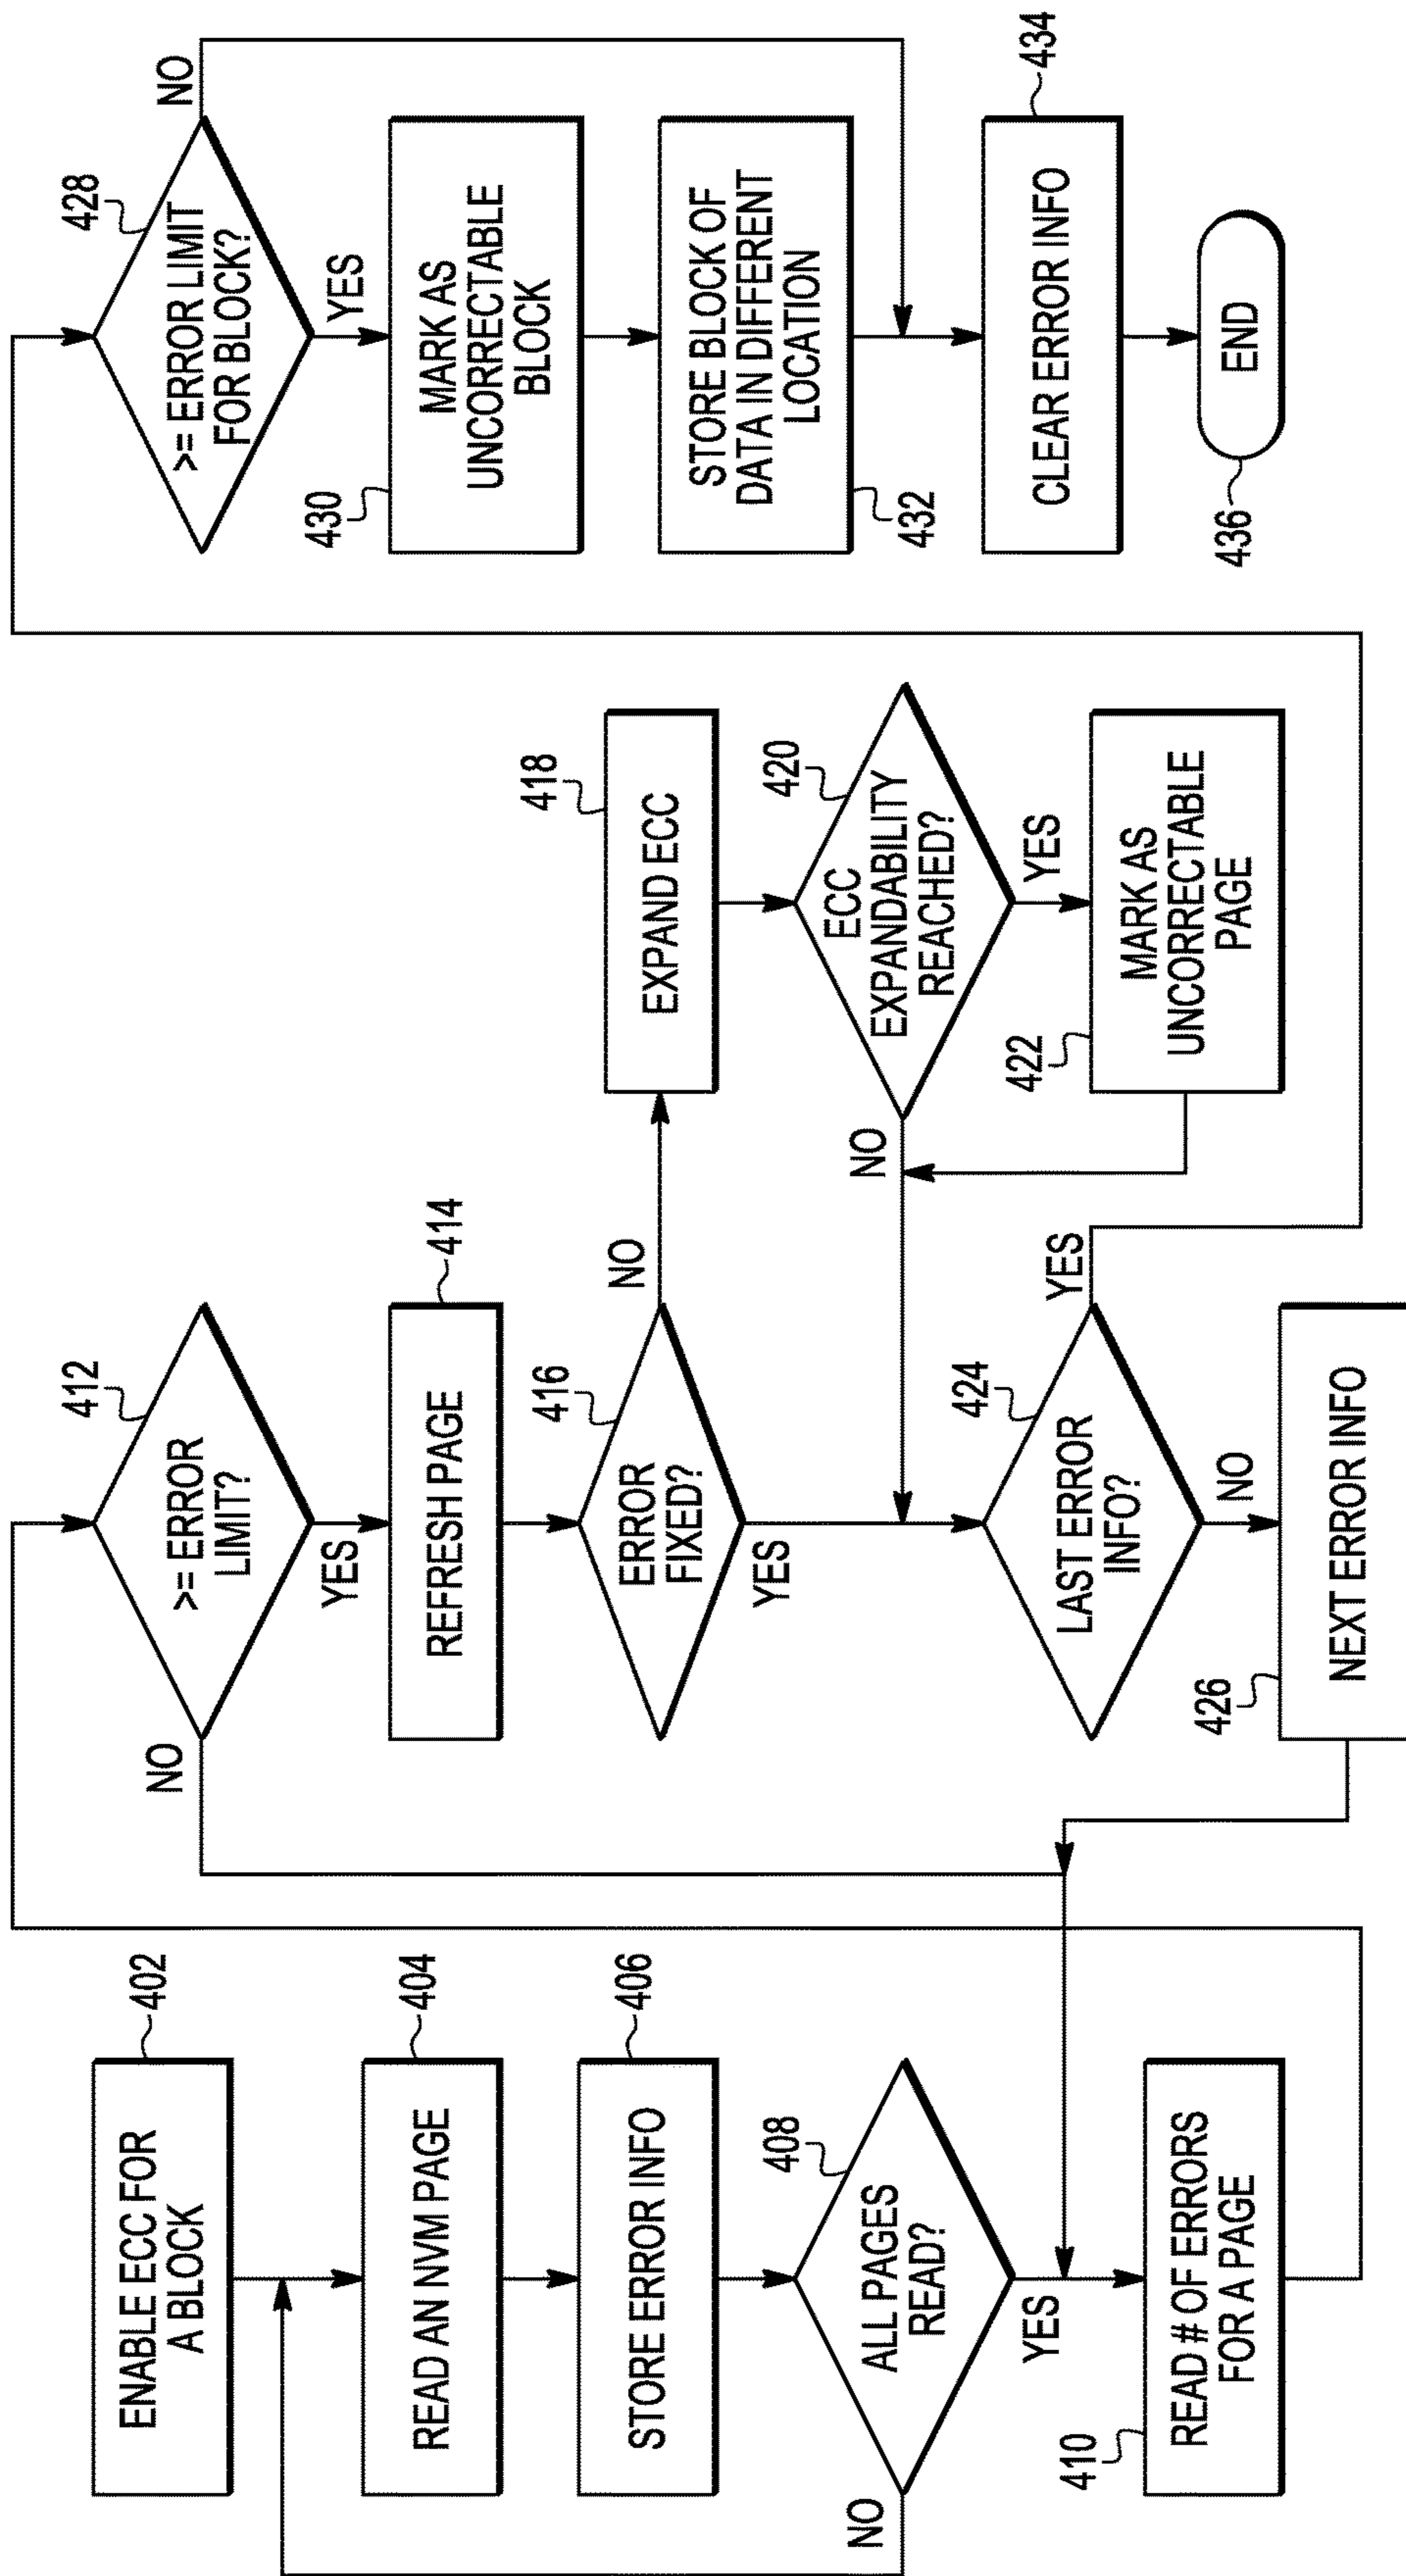 402
ENABLE ECC FOR
A BLOCK
404
READ AN NVM PAGE
406
STORE ERROR INFO
408
ALL PAGES
READ?
NO
YES
410
READ # OF ERRORS
FOR A PAGE
412
>= ERROR
LIMIT?
NO
YES
414
REFRESH PAGE
416
ERROR
FIXED?
NO
YES
418
EXPAND ECC
420
ECC
EXPANDABILITY
REACHED?
NO
YES
422
MARK AS
UNCORRECTABLE
PAGE
424
LAST ERROR
INFO?
YES
NO
426
NEXT ERROR INFO
428
>= ERROR LIMIT
FOR BLOCK?
NO
YES
430
MARK AS
UNCORRECTABLE
BLOCK
STORE BLOCK OF
DATA IN DIFFERENT
LOCATION
432
434
CLEAR ERROR INFO
END
436